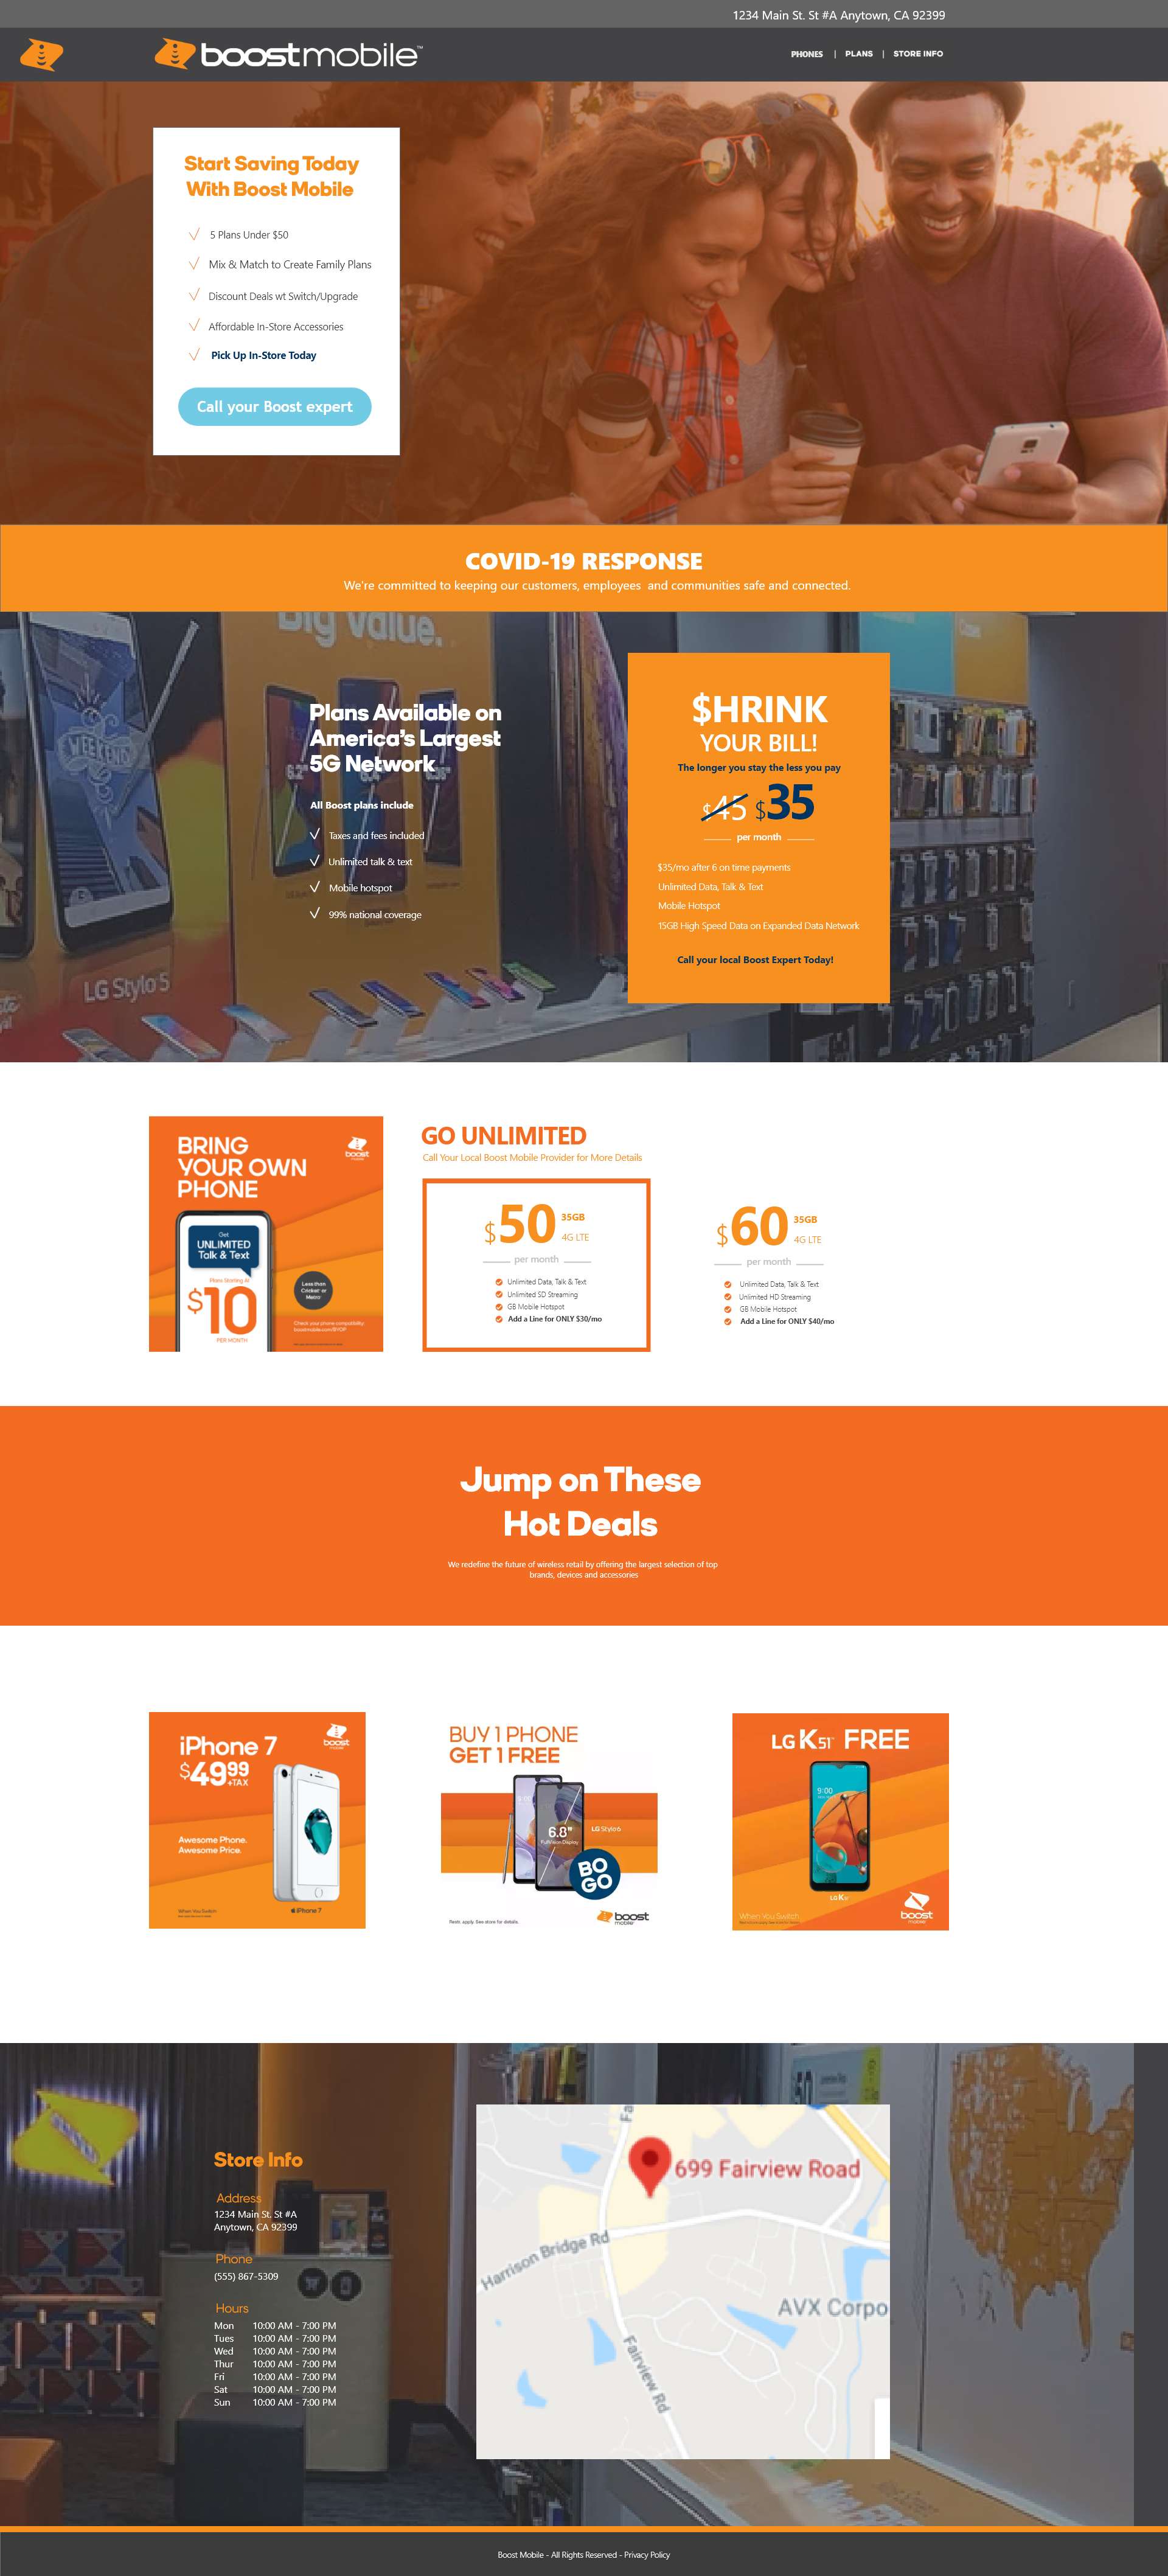 1234 Main St. St #A Anytown, CA 92399
boostmobile™
PHONES | PLANS | STORE INFO
Start Saving Today
With Boost Mobile
5 Plans Under $50
Mix & Match to Create Family Plans
Discount Deals wt Switch/Upgrade
Affordable In-Store Accessories
Pick Up In-Store Today
Call your Boost expert
COVID-19 RESPONSE
We're committed to keeping our customers, employees and communities safe and connected.
Big Value.
Plans Available on
America's Largest
5G Network
All Boost plans include
Taxes and fees included
Unlimited talk & text
Mobile hotspot
99% national coverage
LG Stylo 5
$HRINK
YOUR BILL!
The longer you stay the less you pay
$45 $35
per month
$35/mo after 6 on time payments
Unlimited Data, Talk & Text
Mobile Hotspot
15GB High Speed Data on Expanded Data Network
Call your local Boost Expert Today!
BRING
YOUR OWN
PHONE
boost
mobile
Get
UNLIMITED
Talk & Text
Plans Starting At
$10
PER MONTH
Less than
Cricket or
Metro
Check your phone compatibility
boostmobile.com/BYOP
GO UNLIMITED
Call Your Local Boost Mobile Provider for More Details
$50 35GB
4G LTE
per month
Unlimited Data, Talk & Text
Unlimited SD Streaming
GB Mobile Hotspot
Add a Line for ONLY $30/mo
$60 35GB
4G LTE
per month
Unlimited Data, Talk & Text
Unlimited HD Streaming
GB Mobile Hotspot
Add a Line for ONLY $40/mo
Jump on These
Hot Deals
We redefine the future of wireless retail by offering the largest selection of top
brands, devices and accessories
iPhone 7
$49⁹⁹
+TAX
boost
mobile
Awesome Phone.
Awesome Price.
When You Switch
iPhone 7
BUY 1 PHONE
GET 1 FREE
9:00
6.8"
FullVision Display
LG Stylo 6
BO
GO
Restr. apply. See store for details.
boost
mobile
LG K51™ FREE
9:00
LG K51
When You Switch
boost
mobile
Store Info
Address
1234 Main St. St #A
Anytown, CA 92399
Phone
(555) 867-5309
Hours
Mon 10:00 AM - 7:00 PM
Tues 10:00 AM - 7:00 PM
Wed 10:00 AM - 7:00 PM
Thur 10:00 AM - 7:00 PM
Fri 10:00 AM - 7:00 PM
Sat 10:00 AM - 7:00 PM
Sun 10:00 AM - 7:00 PM
Fa
699 Fairview Road
Harrison Bridge Rd
AVX Corpo
Fairview Rd
Boost Mobile - All Rights Reserved - Privacy Policy